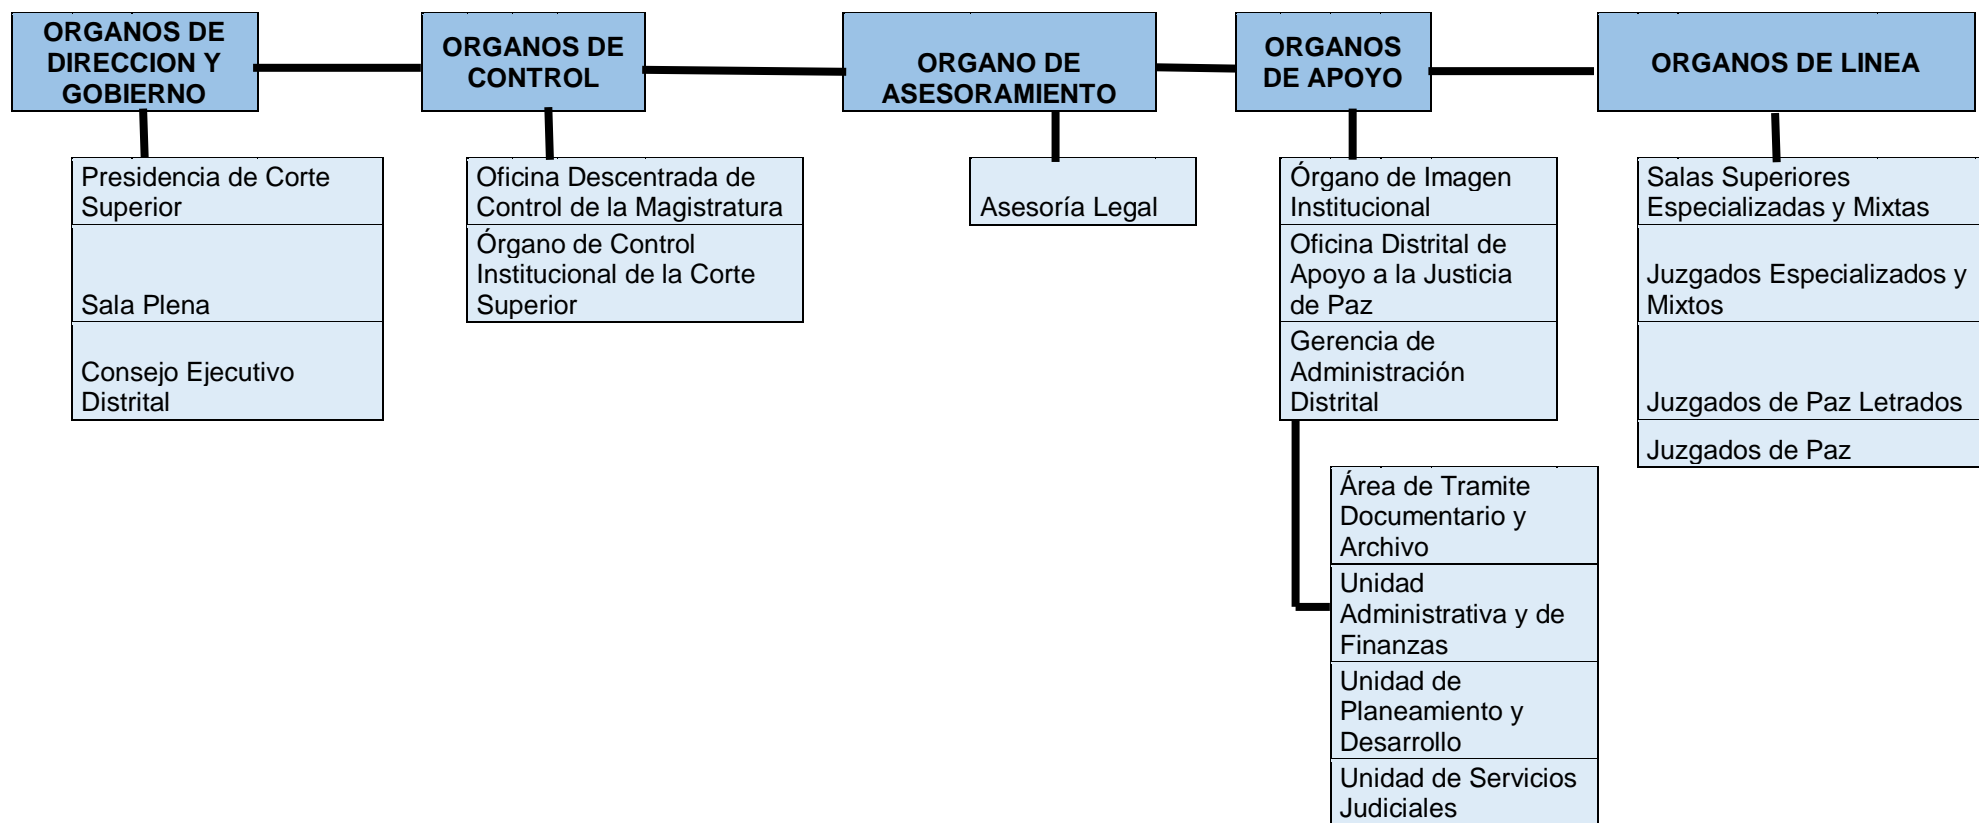 ORGANOS DE
DIRECCION Y
GOBIERNO
ORGANOS DE
CONTROL
ORGANO DE
ASESORAMIENTO
ORGANOS
DE APOYO
ORGANOS DE LINEA
Presidencia de Corte
Superior
Sala Plena
Consejo Ejecutivo
Distrital
Oficina Descentrada de
Control de la Magistratura
Órgano de Control
Institucional de la Corte
Superior
Asesoría Legal
Órgano de Imagen
Institucional
Oficina Distrital de
Apoyo a la Justicia
de Paz
Gerencia de
Administración
Distrital
Área de Tramite
Documentario y
Archivo
Unidad
Administrativa y de
Finanzas
Unidad de
Planeamiento y
Desarrollo
Unidad de Servicios
Judiciales
Salas Superiores
Especializadas y Mixtas
Juzgados Especializados y
Mixtos
Juzgados de Paz Letrados
Juzgados de Paz